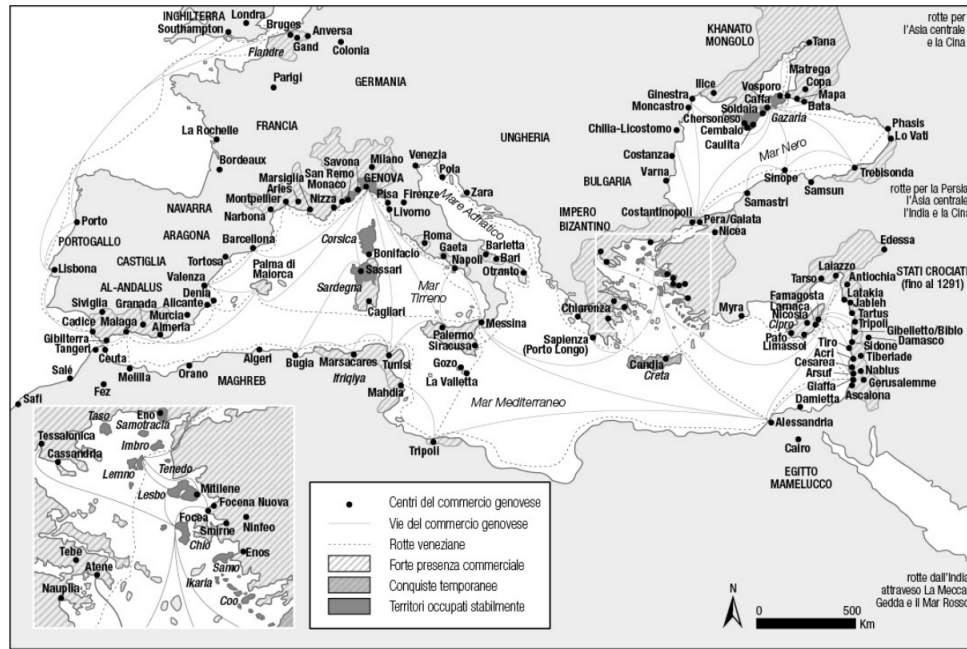 INGHILTERRA
Londra
Southampton
Bruges
Anversa
Gand
Fiandre
Colonia
Parigi
GERMANIA
FRANCIA
La Rochelle
Bordeaux
UNGHERIA
KHANATO
MONGOLO
Tana
rotte per
l'Asia centrale
e la Cina
Matrega
Copa
Ilice
Vosporo
Ginestra
Caffa
Mapa
Moncastro
Soldaia
Bata
Chersoneso
Gazaria
Chilia-Licostomo
Cembalo
Caulita
Phasis
Lo Vati
Mar Nero
Costanza
Varna
BULGARIA
Sinope
Trebisonda
Samsun
Samastri
rotte per la Persia
l'Asia centrale
l'India e la Cina
Costantinopoli
Pera/Galata
Nicea
IMPERO
BIZANTINO
Savona
Milano
Venezia
Pola
San Remo
GENOVA
Marsiglia
Monaco
Arles
Nizza
Pisa
Firenze
Zara
Montpellier
Livorno
Narbona
Mare Adriatico
NAVARRA
Porto
PORTOGALLO
ARAGONA
Barcellona
Corsica
Roma
Barletta
Bonifacio
Gaeta
Bari
CASTIGLIA
Tortosa
Napoli
Otranto
Lisbona
Palma di
Maiorca
Sassari
Valenza
Sardegna
Mar
Tirreno
AL-ANDALUS
Denia
Siviglia
Granada
Alicante
Cagliari
Cadice
Malaga
Murcia
Messina
Almeria
Palermo
Gibilterra
Siracusa
Tangeri
Ceuta
Algeri
Bugia
Marsacares
Tunisi
Gozo
Salé
Melilla
Orano
MAGHREB
Ifriqiya
La Valletta
Fez
Mahdia
Safi
Tripoli
Mar Mediterraneo
Chiarenza
Sapienza
(Porto Longo)
Candia
Creta
Myra
Edessa
Laiazzo
Tarso
Antiochia
STATI CROCIATI
(fino al 1291)
Famagosta
Larnaca
Latakia
Nicosia
Jableh
Cipro
Tartus
Pafo
Tripoli
Limassol
Gibelletto/Biblo
Tiro
Damasco
Acri
Sidone
Cesarea
Tiberiade
Arsuf
Nablus
Giaffa
Gerusalemme
Damietta
Ascalona
Alessandria
Cairo
EGITTO
MAMELUCCO
rotte dall'India
attraverso La Mecca,
Gedda e il Mar Rosso
Taso
Eno
Samotracia
Tessalonica
Imbro
Cassandria
Lemno
Tenedo
Lesbo
Mitilene
Focena Nuova
Focea
Smirne
Ninfeo
Chio
Tebe
Enos
Atene
Samo
Ikaria
Nauplia
Coo
Centri del commercio genovese
Vie del commercio genovese
Rotte veneziane
Forte presenza commerciale
Conquiste temporanee
Territori occupati stabilmente
N
0
500
Km